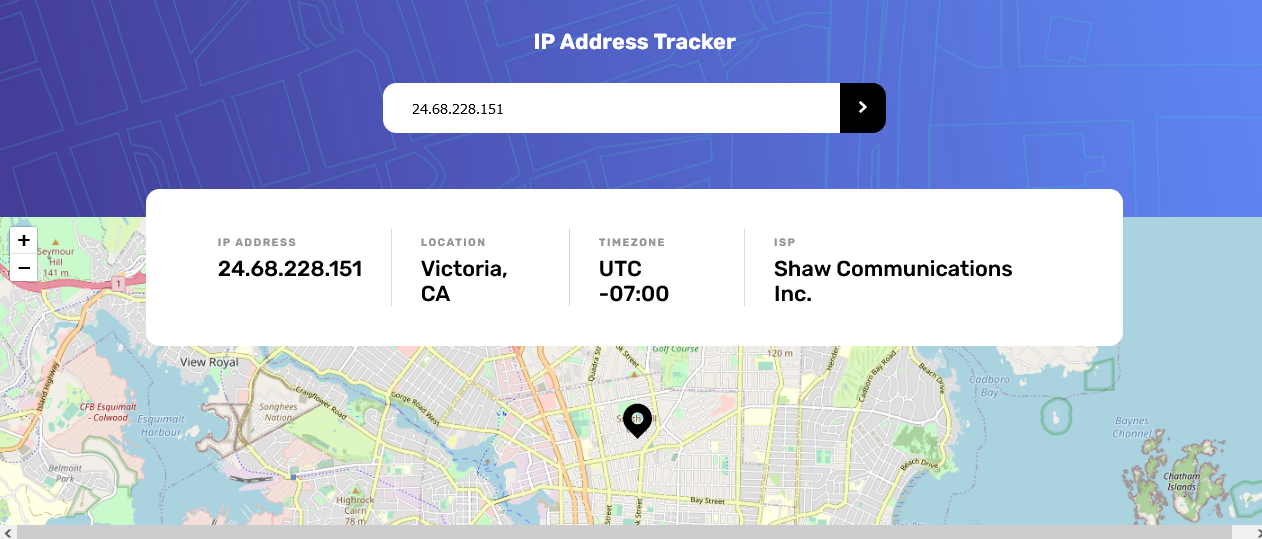 IP Address Tracker
24.68.228.151
IP ADDRESS
24.68.228.151
LOCATION
Victoria,
CA
TIMEZONE
UTC
-07:00
ISP
Shaw Communications
Inc.
+
−
Seymour
Hill
141 m
1
View Royal
Island Highway
CFB Esquimalt
- Colwood
Esquimalt
Harbour
Songhees
Nation
Craigflower Road
Gorge Road West
Quadra St
Golf Course
120 m
Cadboro Bay Road
Beach Drive
Cadboro
Bay
Baynes
Channel
Chatham
Islands
Beach Drive
Belmont
Park
Highrock
Cairn
78 m
Bay Street